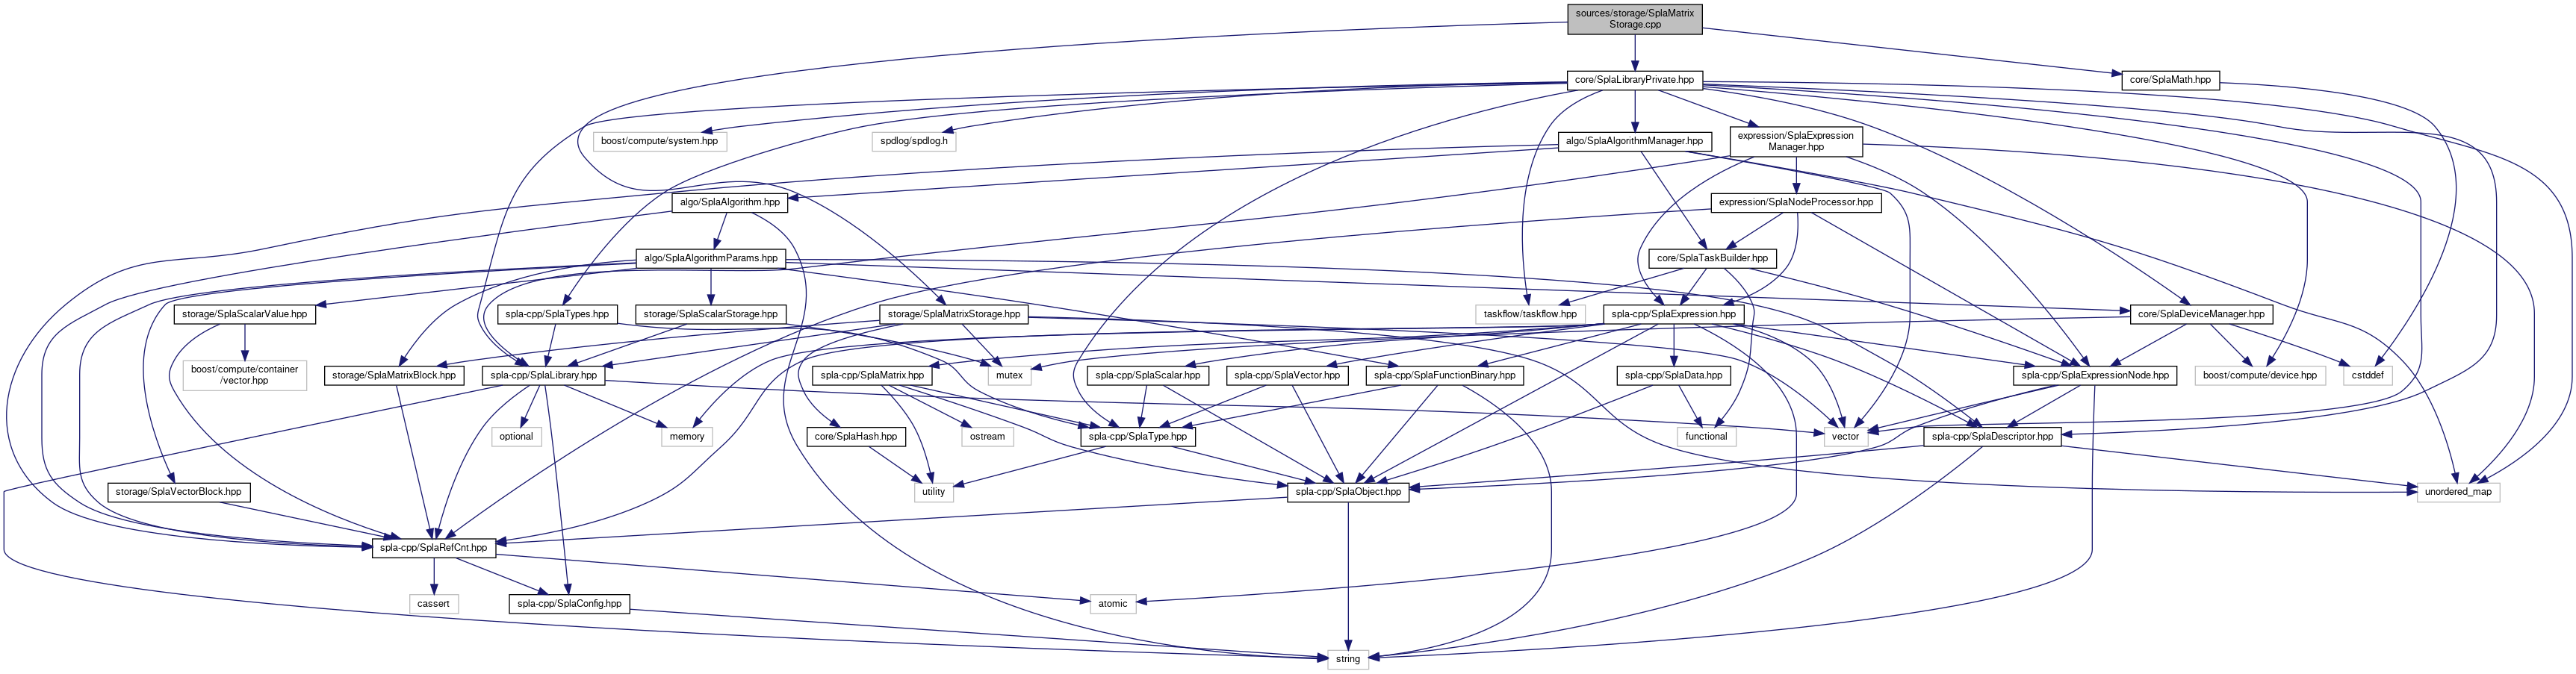 sources/storage/SplaMatrix
Storage.cpp
core/SplaLibraryPrivate.hpp
core/SplaMath.hpp
boost/compute/system.hpp
spdlog/spdlog.h
algo/SplaAlgorithmManager.hpp
expression/SplaExpression
Manager.hpp
algo/SplaAlgorithm.hpp
expression/SplaNodeProcessor.hpp
algo/SplaAlgorithmParams.hpp
core/SplaTaskBuilder.hpp
storage/SplaScalarValue.hpp
spla-cpp/SplaTypes.hpp
storage/SplaScalarStorage.hpp
storage/SplaMatrixStorage.hpp
taskflow/taskflow.hpp
spla-cpp/SplaExpression.hpp
core/SplaDeviceManager.hpp
boost/compute/container
/vector.hpp
storage/SplaMatrixBlock.hpp
spla-cpp/SplaLibrary.hpp
spla-cpp/SplaMatrix.hpp
mutex
spla-cpp/SplaScalar.hpp
spla-cpp/SplaVector.hpp
spla-cpp/SplaFunctionBinary.hpp
spla-cpp/SplaData.hpp
spla-cpp/SplaExpressionNode.hpp
boost/compute/device.hpp
cstddef
optional
memory
core/SplaHash.hpp
ostream
spla-cpp/SplaType.hpp
functional
vector
spla-cpp/SplaDescriptor.hpp
storage/SplaVectorBlock.hpp
utility
spla-cpp/SplaObject.hpp
unordered_map
spla-cpp/SplaRefCnt.hpp
cassert
spla-cpp/SplaConfig.hpp
atomic
string